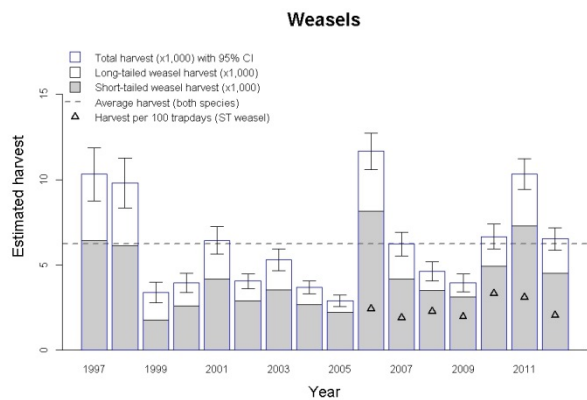 Weasels
Total harvest (x1,000) with 95% CI
Long-tailed weasel harvest (x1,000)
Short-tailed weasel harvest (x1,000)
Average harvest (both species)
Harvest per 100 trapdays (ST weasel)
Estimated harvest
15
10
5
0
1997 1999 2001 2003 2005 2007 2009 2011
Year